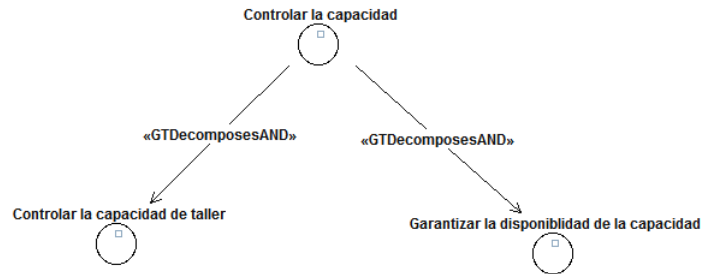 Controlar la capacidad
«GTDecomposesAND»
«GTDecomposesAND»
Controlar la capacidad de taller
Garantizar la disponiblidad de la capacidad